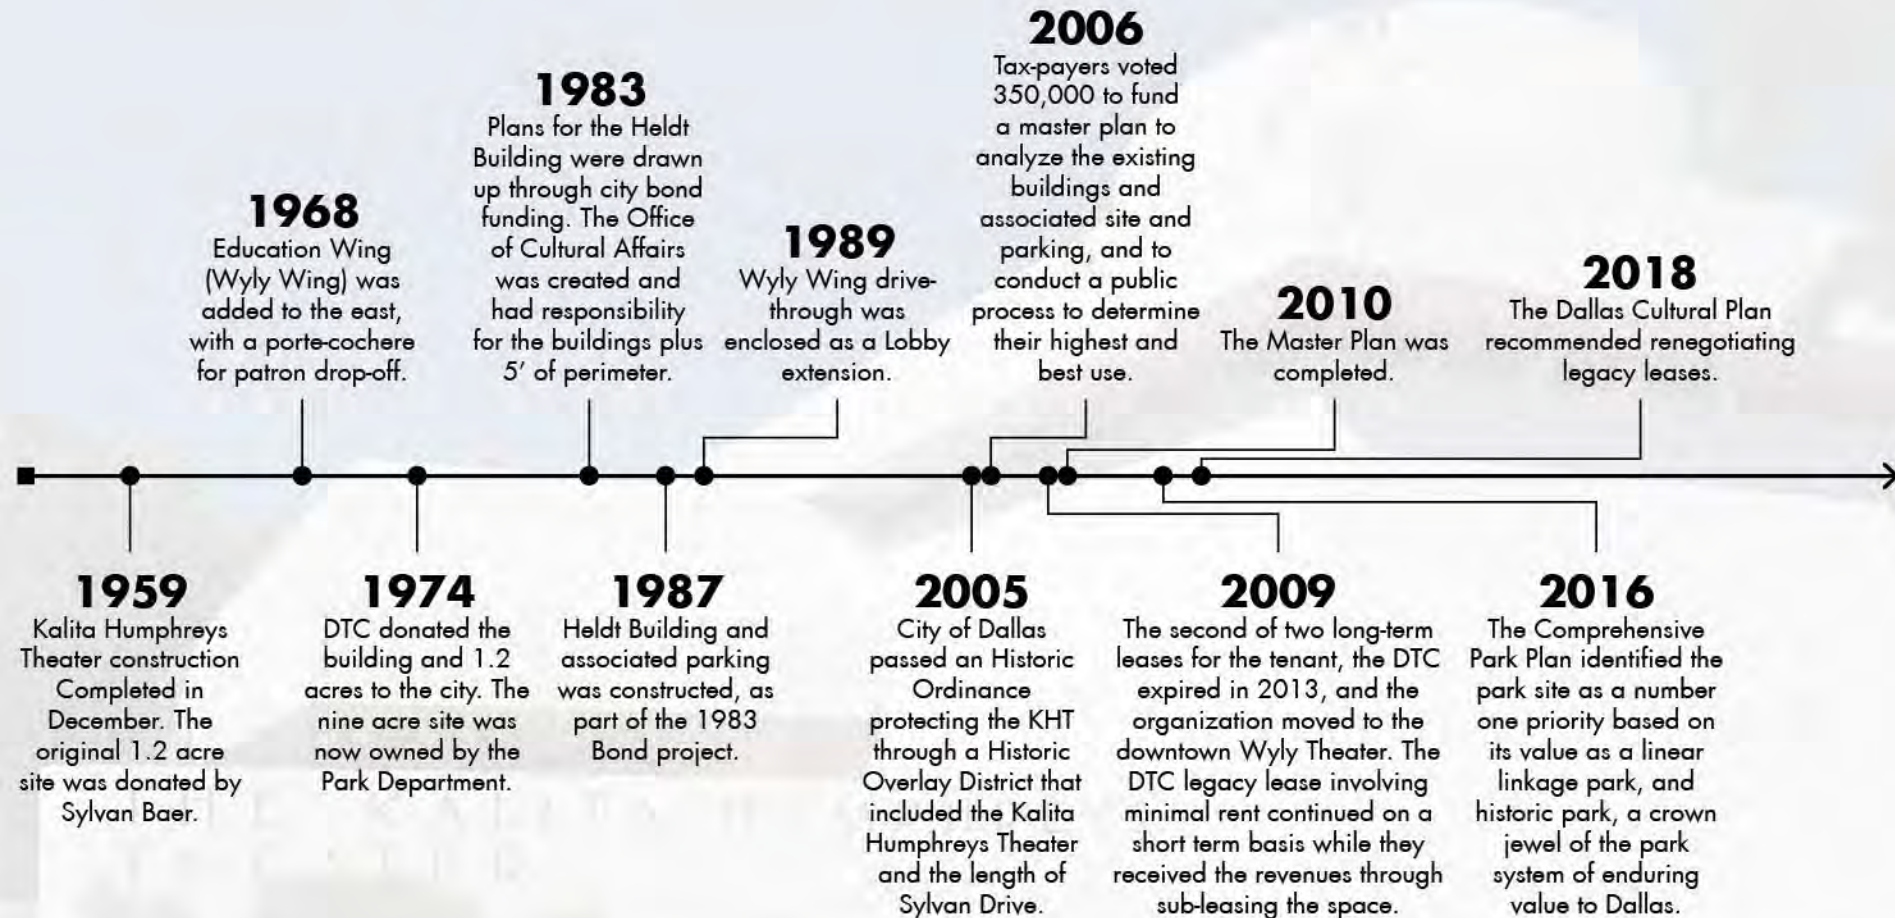 1968
Education Wing
(Wyly Wing) was
added to the east,
with a porte-cochere
for patron drop-off.
1983
Plans for the Heldt
Building were drawn
up through city bond
funding. The Office
of Cultural Affairs
was created and
had responsibility
for the buildings plus
5' of perimeter.
1989
Wyly Wing drive-
through was
enclosed as a Lobby
extension.
2006
Tax-payers voted
350,000 to fund
a master plan to
analyze the existing
buildings and
associated site and
parking, and to
conduct a public
process to determine
their highest and
best use.
2010
The Master Plan was
completed.
2018
The Dallas Cultural Plan
recommended renegotiating
legacy leases.
1959
Kalita Humphreys
Theater construction
Completed in
December. The
original 1.2 acre
site was donated by
Sylvan Baer.
1974
DTC donated the
building and 1.2
acres to the city. The
nine acre site was
now owned by the
Park Department.
1987
Heldt Building and
associated parking
was constructed, as
part of the 1983
Bond project.
2005
City of Dallas
passed an Historic
Ordinance
protecting the KHT
through a Historic
Overlay District that
included the Kalita
Humphreys Theater
and the length of
Sylvan Drive.
2009
The second of two long-term
leases for the tenant, the DTC
expired in 2013, and the
organization moved to the
downtown Wyly Theater. The
DTC legacy lease involving
minimal rent continued on a
short term basis while they
received the revenues through
sub-leasing the space.
2016
The Comprehensive
Park Plan identified the
park site as a number
one priority based on
its value as a linear
linkage park, and
historic park, a crown
jewel of the park
system of enduring
value to Dallas.